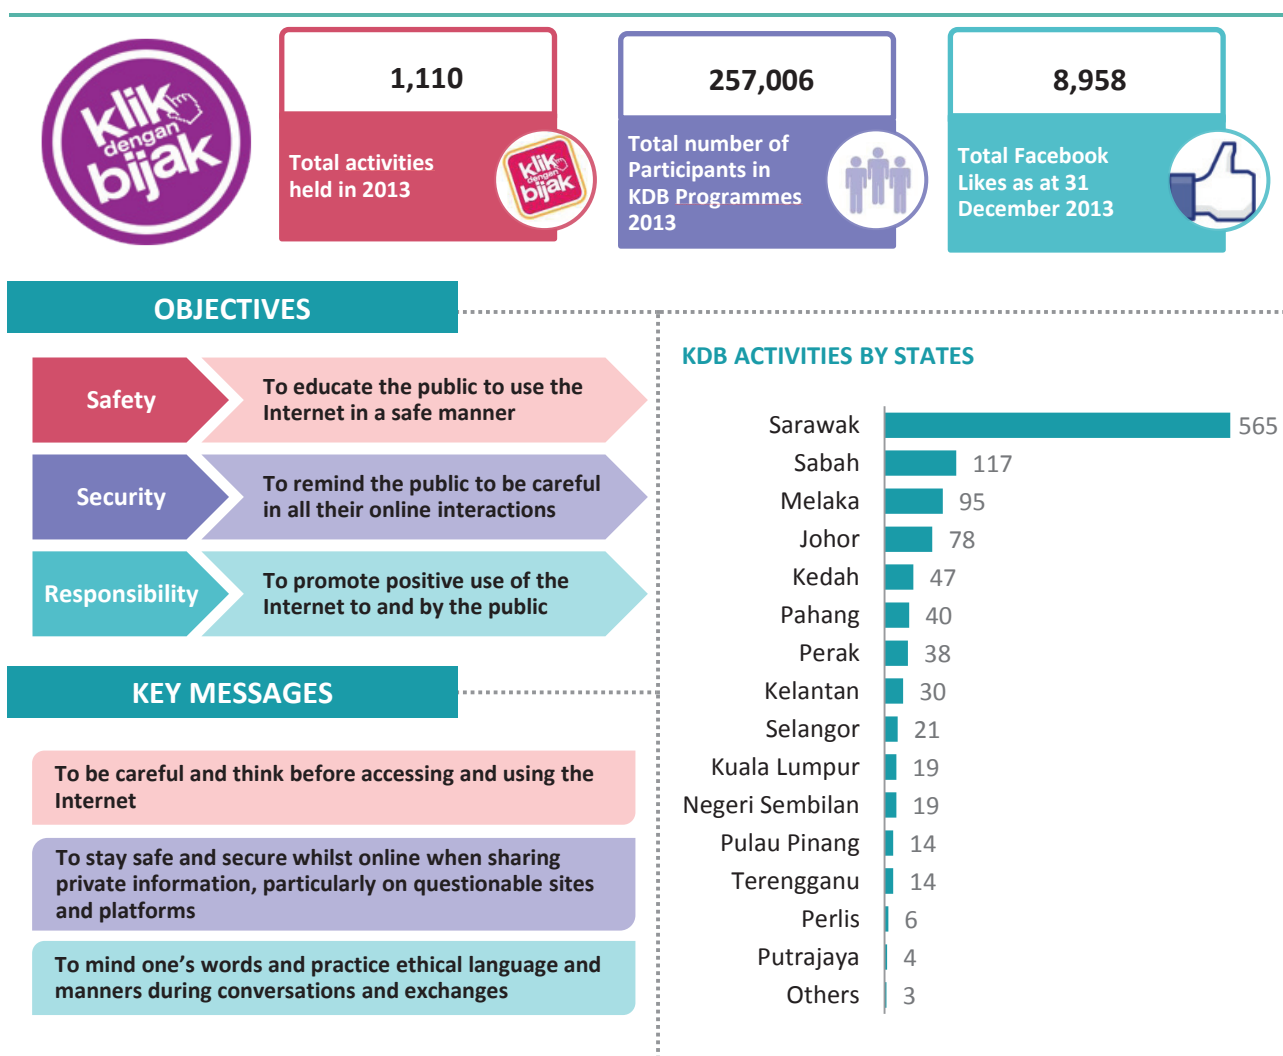 klik
dengan
bijak
1,110
Total activities
held in 2013
klik
dengan
bijak
257,006
Total number of
Participants in
KDB Programmes
2013
8,958
Total Facebook
Likes as at 31
December 2013
OBJECTIVES
Safety
To educate the public to use the
Internet in a safe manner
Security
To remind the public to be careful
in all their online interactions
Responsibility
To promote positive use of the
Internet to and by the public
KEY MESSAGES
To be careful and think before accessing and using the
Internet
To stay safe and secure whilst online when sharing
private information, particularly on questionable sites
and platforms
To mind one’s words and practice ethical language and
manners during conversations and exchanges
KDB ACTIVITIES BY STATES
Sarawak 565
Sabah 117
Melaka 95
Johor 78
Kedah 47
Pahang 40
Perak 38
Kelantan 30
Selangor 21
Kuala Lumpur 19
Negeri Sembilan 19
Pulau Pinang 14
Terengganu 14
Perlis 6
Putrajaya 4
Others 3